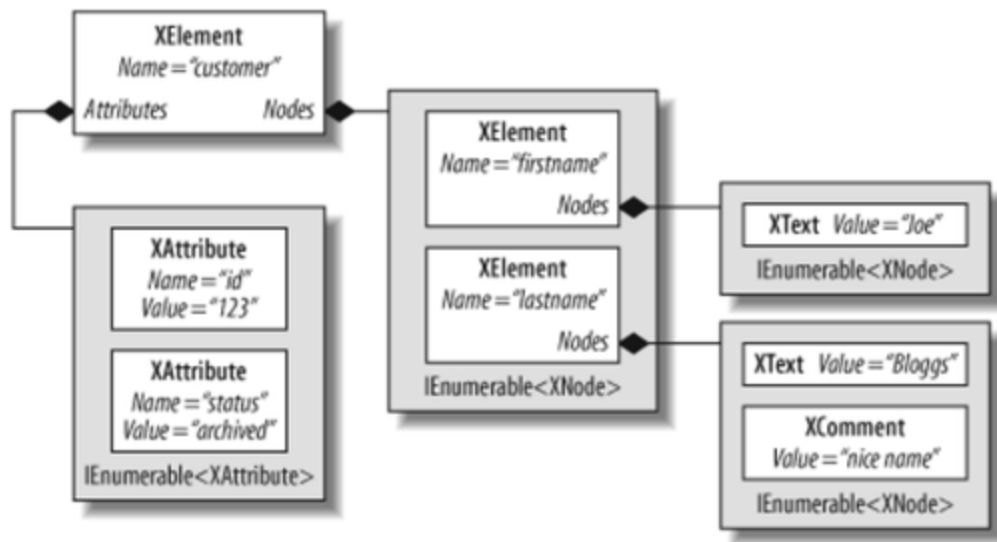 XElement
Name="customer"
Attributes Nodes
XAttribute
Name="id"
Value="123"
XAttribute
Name="status"
Value="archived"
IEnumerable<XAttribute>
XElement
Name="firstname"
Nodes
XElement
Name="lastname"
Nodes
IEnumerable<XNode>
XText Value="Joe"
IEnumerable<XNode>
XText Value="Bloggs"
XComment
Value="nice name"
IEnumerable<XNode>